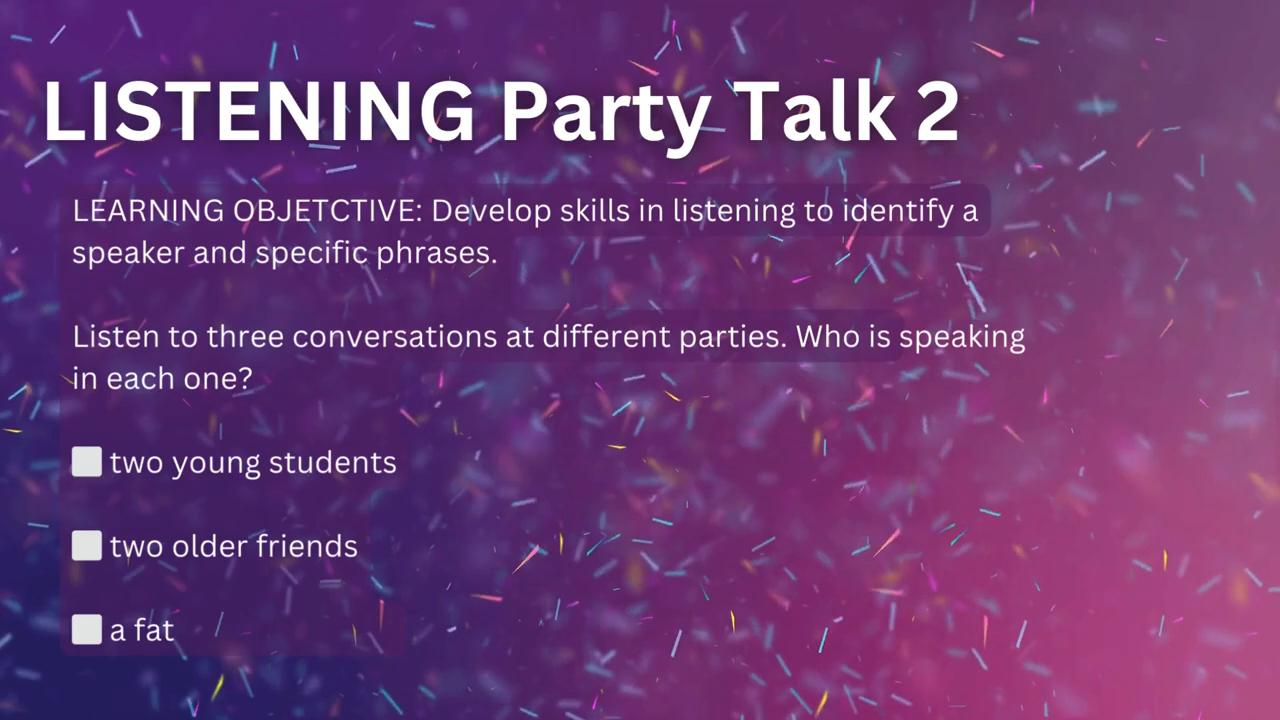 LISTENING Party Talk 2
LEARNING OBJETCTIVE: Develop skills in listening to identify a
speaker and specific phrases.
Listen to three conversations at different parties. Who is speaking
in each one?
two young students
two older friends
a fat